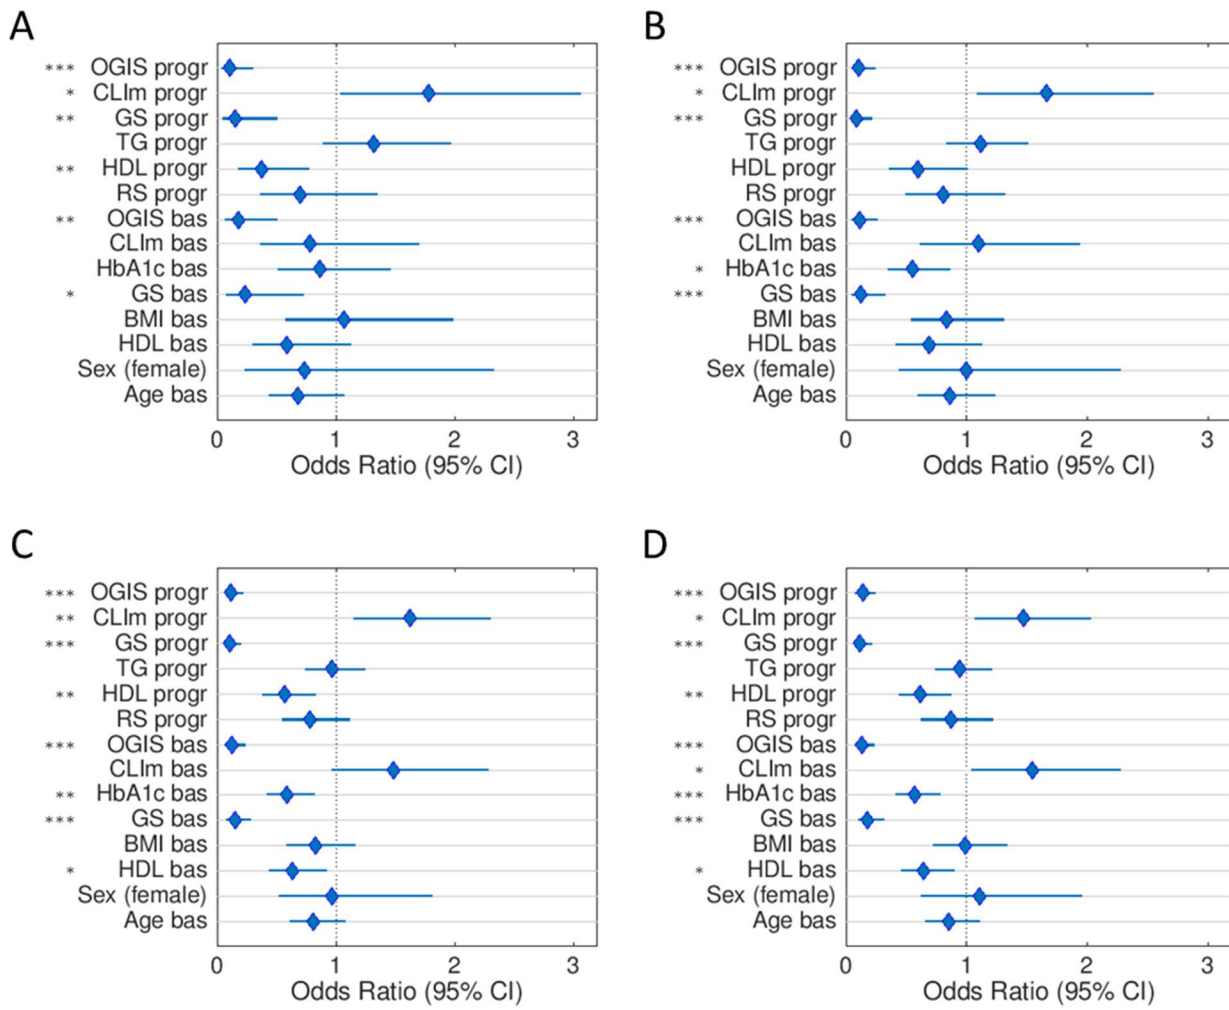 A
*** OGIS progr
* CLIm progr
** GS progr
TG progr
** HDL progr
RS progr
** OGIS bas
CLIm bas
HbA1c bas
* GS bas
BMI bas
HDL bas
Sex (female)
Age bas
0 1 2 3
Odds Ratio (95% CI)
B
*** OGIS progr
* CLIm progr
*** GS progr
TG progr
HDL progr
RS progr
*** OGIS bas
CLIm bas
* HbA1c bas
*** GS bas
BMI bas
HDL bas
Sex (female)
Age bas
0 1 2 3
Odds Ratio (95% CI)
C
*** OGIS progr
** CLIm progr
*** GS progr
TG progr
** HDL progr
RS progr
*** OGIS bas
CLIm bas
** HbA1c bas
*** GS bas
BMI bas
* HDL bas
Sex (female)
Age bas
0 1 2 3
Odds Ratio (95% CI)
D
*** OGIS progr
* CLIm progr
*** GS progr
TG progr
** HDL progr
RS progr
*** OGIS bas
* CLIm bas
*** HbA1c bas
*** GS bas
BMI bas
* HDL bas
Sex (female)
Age bas
0 1 2 3
Odds Ratio (95% CI)